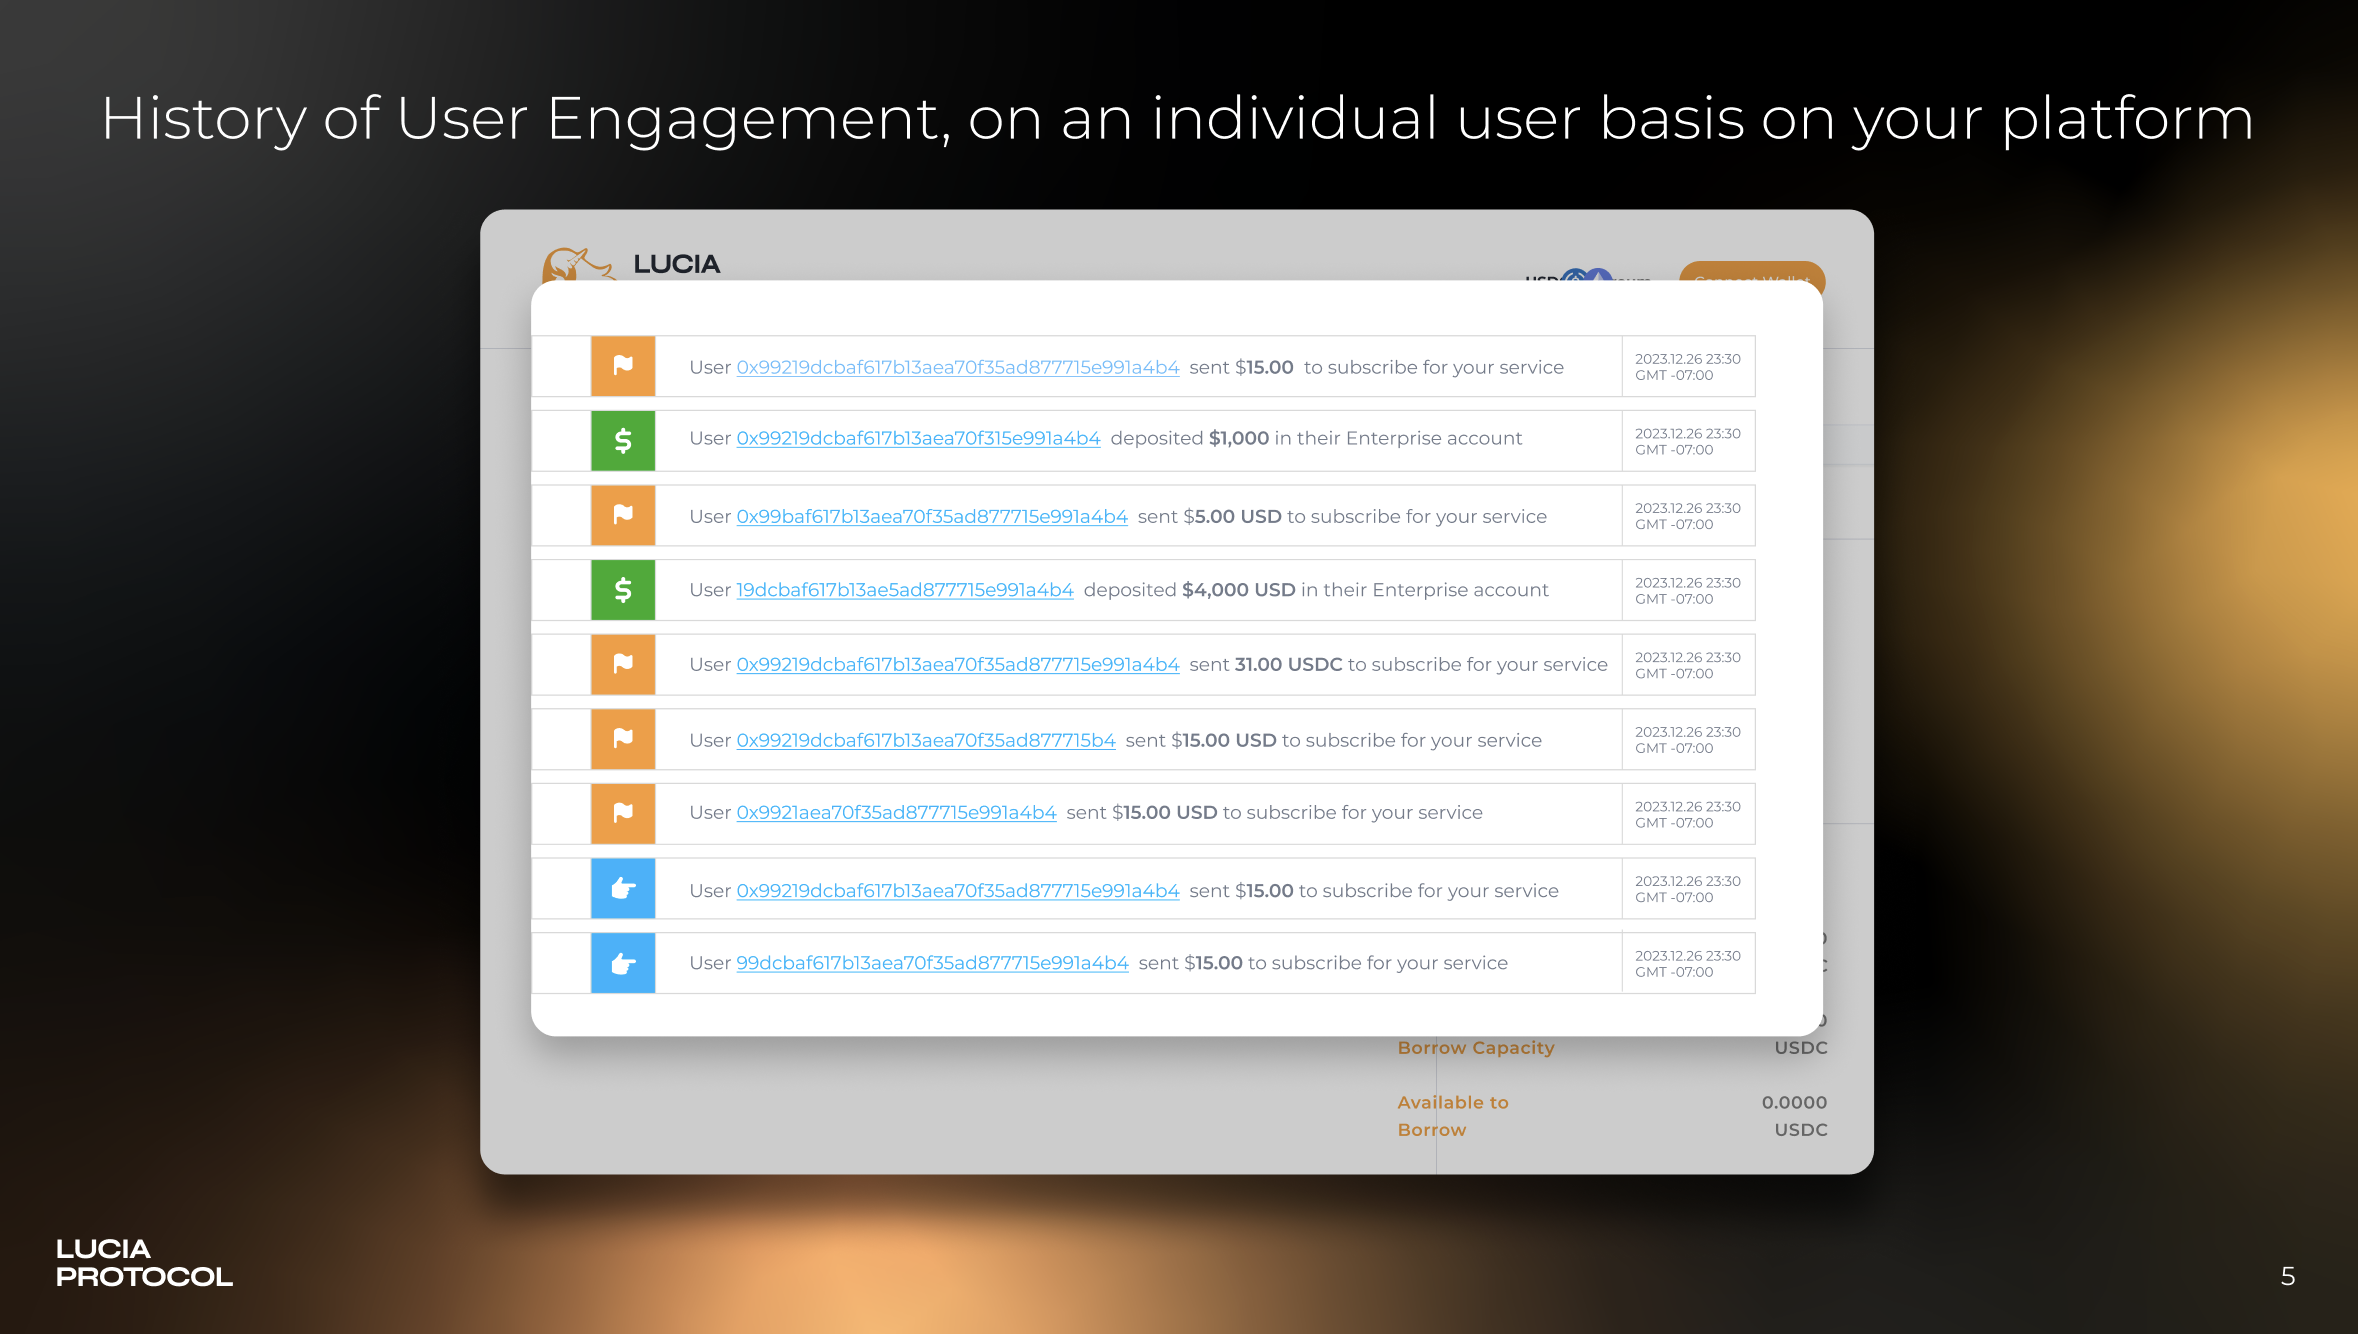 History of User Engagement, on an individual user basis on your platform
LUCIA
User 0x99219dcbaf617b13aea70f35ad877715e991a4b4 sent $15.00 to subscribe for your service
2023.12.26 23:30
GMT -07:00
User 0x99219dcbaf617b13aea70f315e991a4b4 deposited $1,000 in their Enterprise account
2023.12.26 23:30
GMT -07:00
User 0x99baf617b13aea70f35ad877715e991a4b4 sent $5.00 USD to subscribe for your service
2023.12.26 23:30
GMT -07:00
User 19dcbaf617b13ae5ad877715e991a4b4 deposited $4,000 USD in their Enterprise account
2023.12.26 23:30
GMT -07:00
User 0x99219dcbaf617b13aea70f35ad877715e991a4b4 sent 31.00 USDC to subscribe for your service
2023.12.26 23:30
GMT -07:00
User 0x99219dcbaf617b13aea70f35ad877715b4 sent $15.00 USD to subscribe for your service
2023.12.26 23:30
GMT -07:00
User 0x9921aea70f35ad877715e991a4b4 sent $15.00 USD to subscribe for your service
2023.12.26 23:30
GMT -07:00
User 0x99219dcbaf617b13aea70f35ad877715e991a4b4 sent $15.00 to subscribe for your service
2023.12.26 23:30
GMT -07:00
User 99dcbaf617b13aea70f35ad877715e991a4b4 sent $15.00 to subscribe for your service
2023.12.26 23:30
GMT -07:00
Borrow Capacity USDC
Available to 0.0000
Borrow USDC
LUCIA
PROTOCOL
5